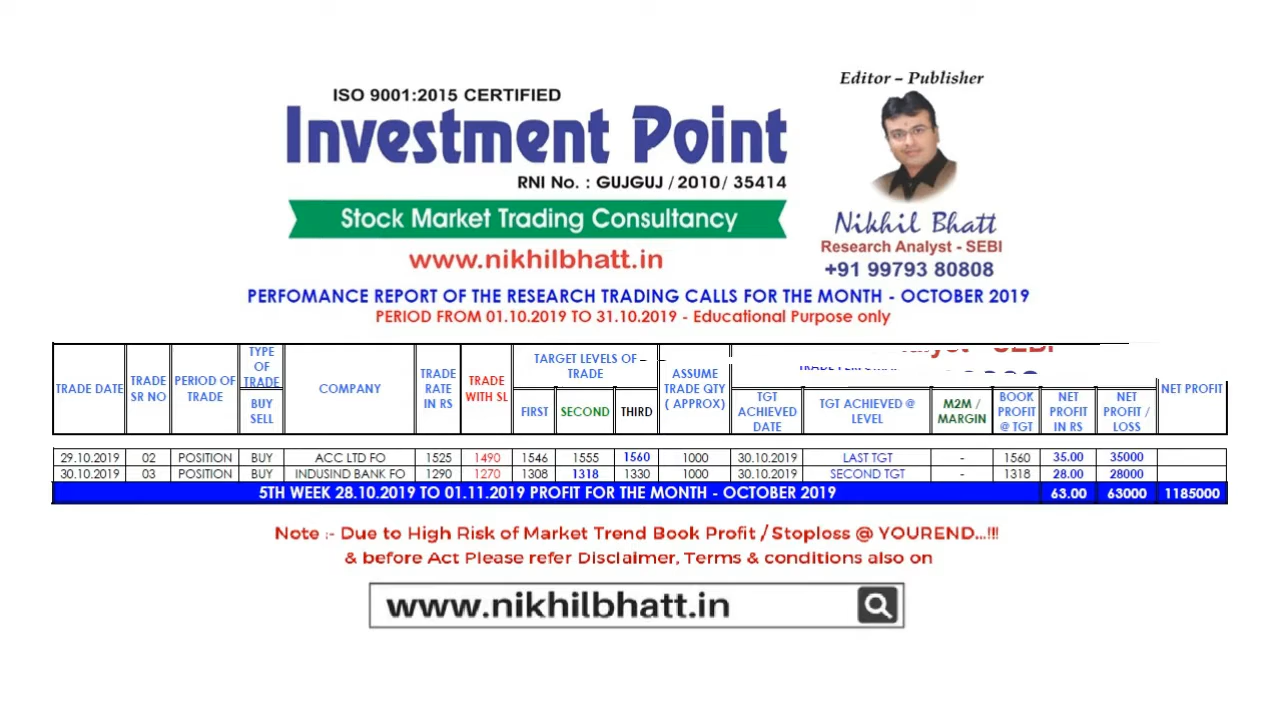 Editor – Publisher
ISO 9001:2015 CERTIFIED
Investment Point
RNI No. : GUJGUJ / 2010/ 35414
Stock Market Trading Consultancy
www.nikhilbhatt.in
Nikhil Bhatt
Research Analyst - SEBI
+91 99793 80808
PERFOMANCE REPORT OF THE RESEARCH TRADING CALLS FOR THE MONTH - OCTOBER 2019
PERIOD FROM 01.10.2019 TO 31.10.2019 - Educational Purpose only
TRADE DATE
TRADE
SR NO
PERIOD OF
TRADE
TYPE
OF
TRADE
BUY
SELL
COMPANY
TRADE
RATE
IN RS
TRADE
WITH SL
TARGET LEVELS OF
TRADE
FIRST SECOND THIRD
ASSUME
TRADE QTY
( APPROX)
TGT
ACHIEVED
DATE
TGT ACHIEVED @
LEVEL
M2M /
MARGIN
BOOK
PROFIT
@ TGT
NET
PROFIT
IN RS
NET
PROFIT /
LOSS
NET PROFIT
29.10.2019 02 POSITION BUY ACC LTD FO 1525 1490 1546 1555 1560 1000 30.10.2019 LAST TGT - 1560 35.00 35000
30.10.2019 03 POSITION BUY INDUSIND BANK FO 1290 1270 1308 1318 1330 1000 30.10.2019 SECOND TGT - 1318 28.00 28000
5TH WEEK 28.10.2019 TO 01.11.2019 PROFIT FOR THE MONTH - OCTOBER 2019 63.00 63000 1185000
Note :- Due to High Risk of Market Trend Book Profit / Stoploss @ YOUREND...!!!
& before Act Please refer Disclaimer, Terms & conditions also on
www.nikhilbhatt.in